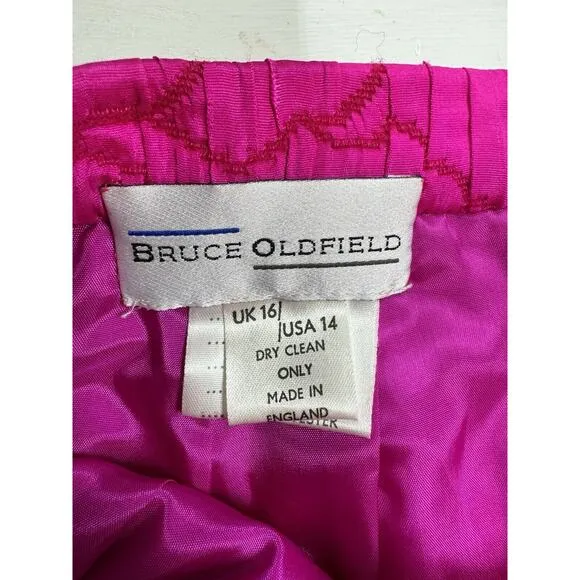 BRUCE OLDFIELD
UK 16/
/USA 14
DRY CLEAN
ONLY
MADE IN
ENGLAND